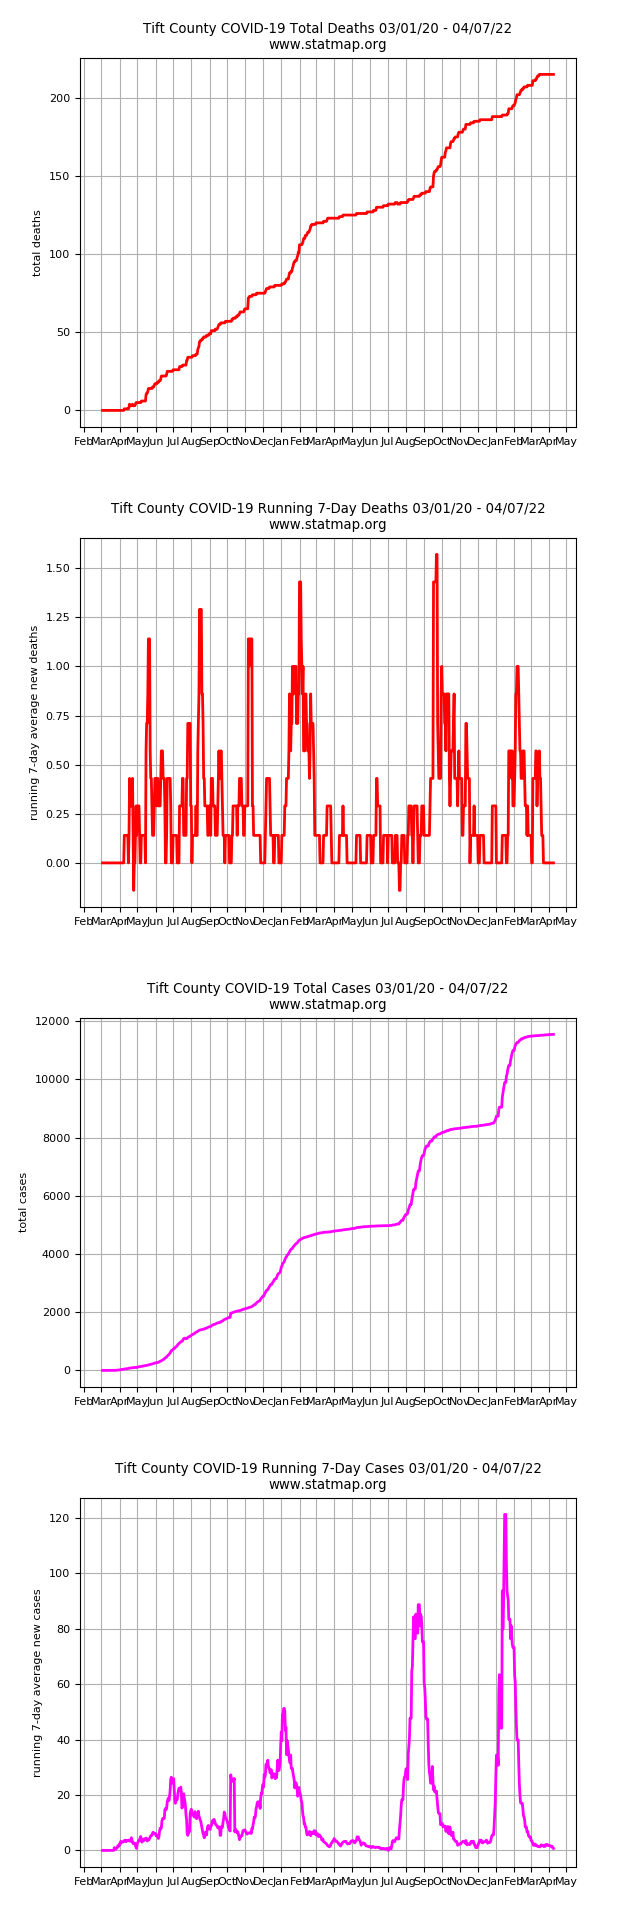 Tift County COVID-19 Total Deaths 03/01/20 - 04/07/22
www.statmap.org
total deaths
200
150
100
50
0
Feb Mar Apr May Jun Jul Aug Sep Oct Nov Dec Jan Feb Mar Apr May Jun Jul Aug Sep Oct Nov Dec Jan Feb Mar Apr May
Tift County COVID-19 Running 7-Day Deaths 03/01/20 - 04/07/22
www.statmap.org
running 7-day average new deaths
1.50
1.25
1.00
0.75
0.50
0.25
0.00
Feb Mar Apr May Jun Jul Aug Sep Oct Nov Dec Jan Feb Mar Apr May Jun Jul Aug Sep Oct Nov Dec Jan Feb Mar Apr May
Tift County COVID-19 Total Cases 03/01/20 - 04/07/22
www.statmap.org
total cases
12000
10000
8000
6000
4000
2000
0
Feb Mar Apr May Jun Jul Aug Sep Oct Nov Dec Jan Feb Mar Apr May Jun Jul Aug Sep Oct Nov Dec Jan Feb Mar Apr May
Tift County COVID-19 Running 7-Day Cases 03/01/20 - 04/07/22
www.statmap.org
running 7-day average new cases
120
100
80
60
40
20
0
Feb Mar Apr May Jun Jul Aug Sep Oct Nov Dec Jan Feb Mar Apr May Jun Jul Aug Sep Oct Nov Dec Jan Feb Mar Apr May